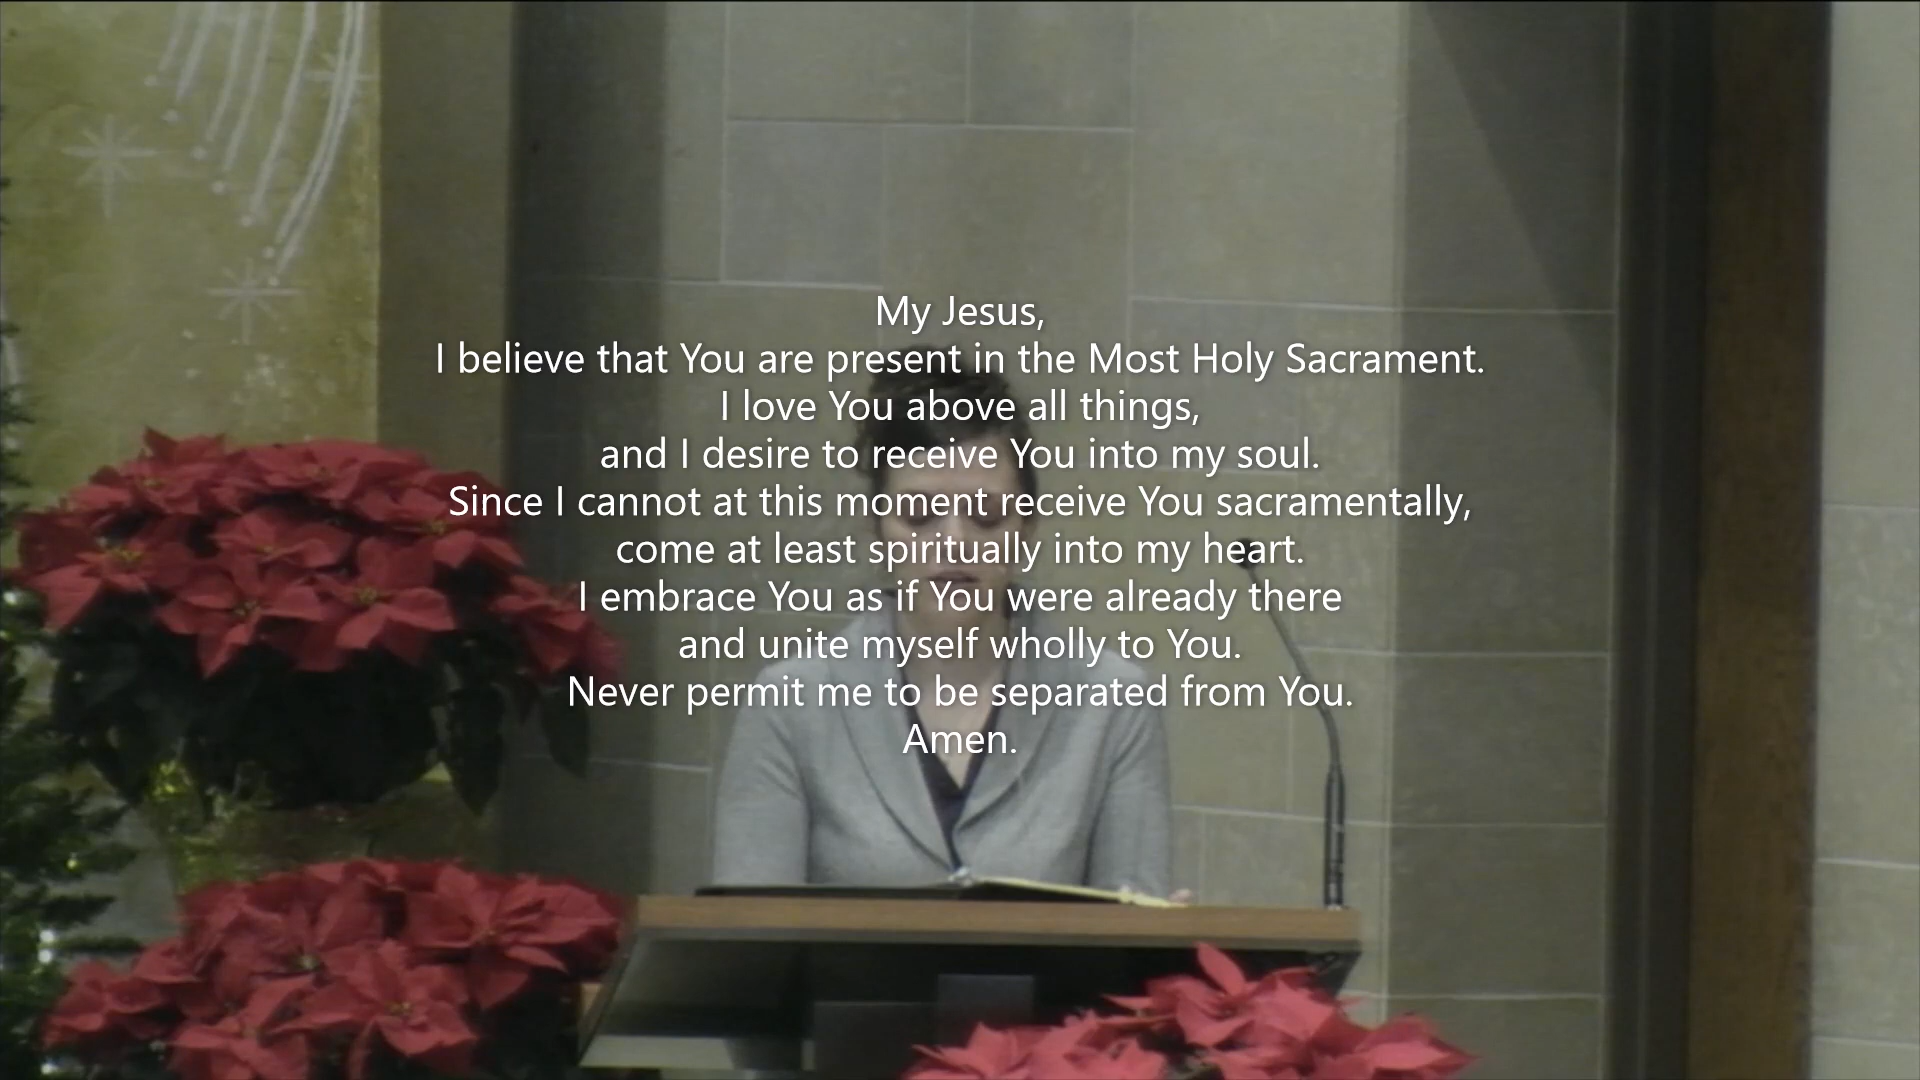 My Jesus,
I believe that You are present in the Most Holy Sacrament.
I love You above all things,
and I desire to receive You into my soul.
Since I cannot at this moment receive You sacramentally,
come at least spiritually into my heart.
I embrace You as if You were already there
and unite myself wholly to You.
Never permit me to be separated from You.
Amen.